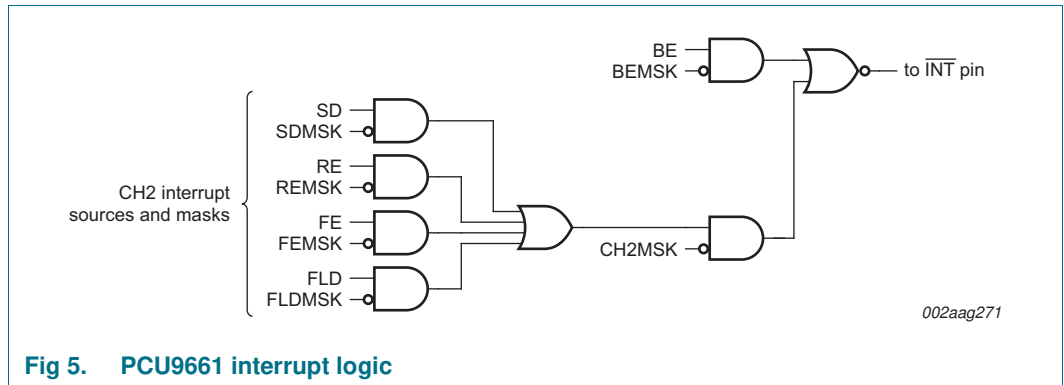 BE
BEMSK
to INT pin
SD
SDMSK
RE
REMSK
CH2 interrupt
sources and masks
FE
FEMSK
CH2MSK
FLD
FLDMSK
002aag271
Fig 5. PCU9661 interrupt logic